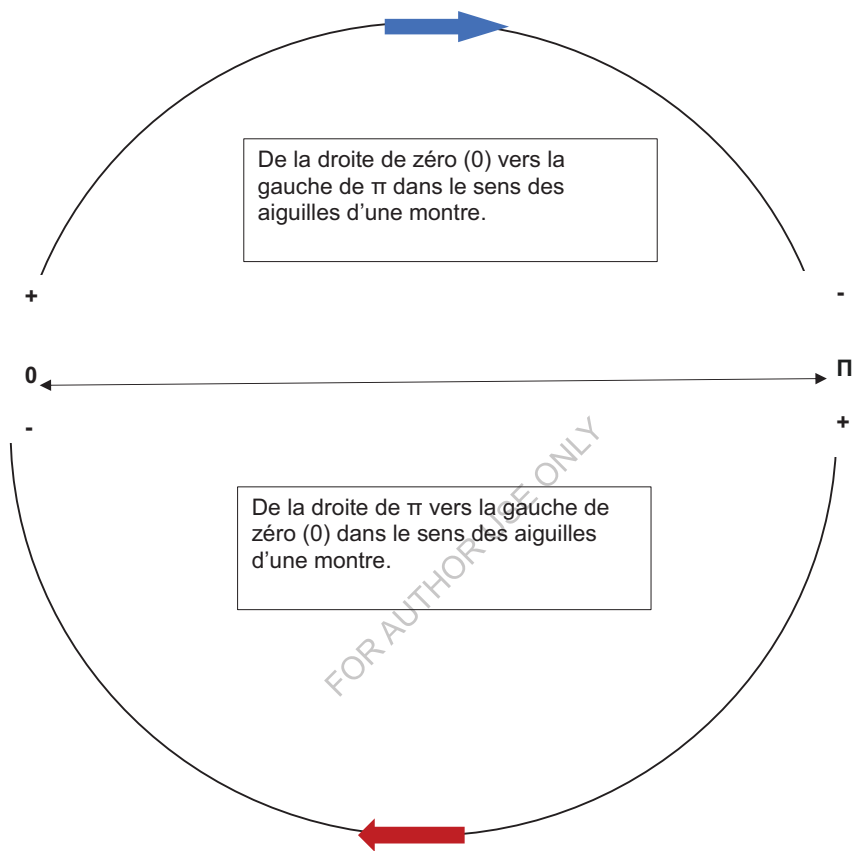 De la droite de zéro (0) vers la
gauche de π dans le sens des
aiguilles d’une montre.
+
-
0
Π
-
+
De la droite de π vers la gauche de
zéro (0) dans le sens des aiguilles
d’une montre.
FOR AUTHOR USE ONLY